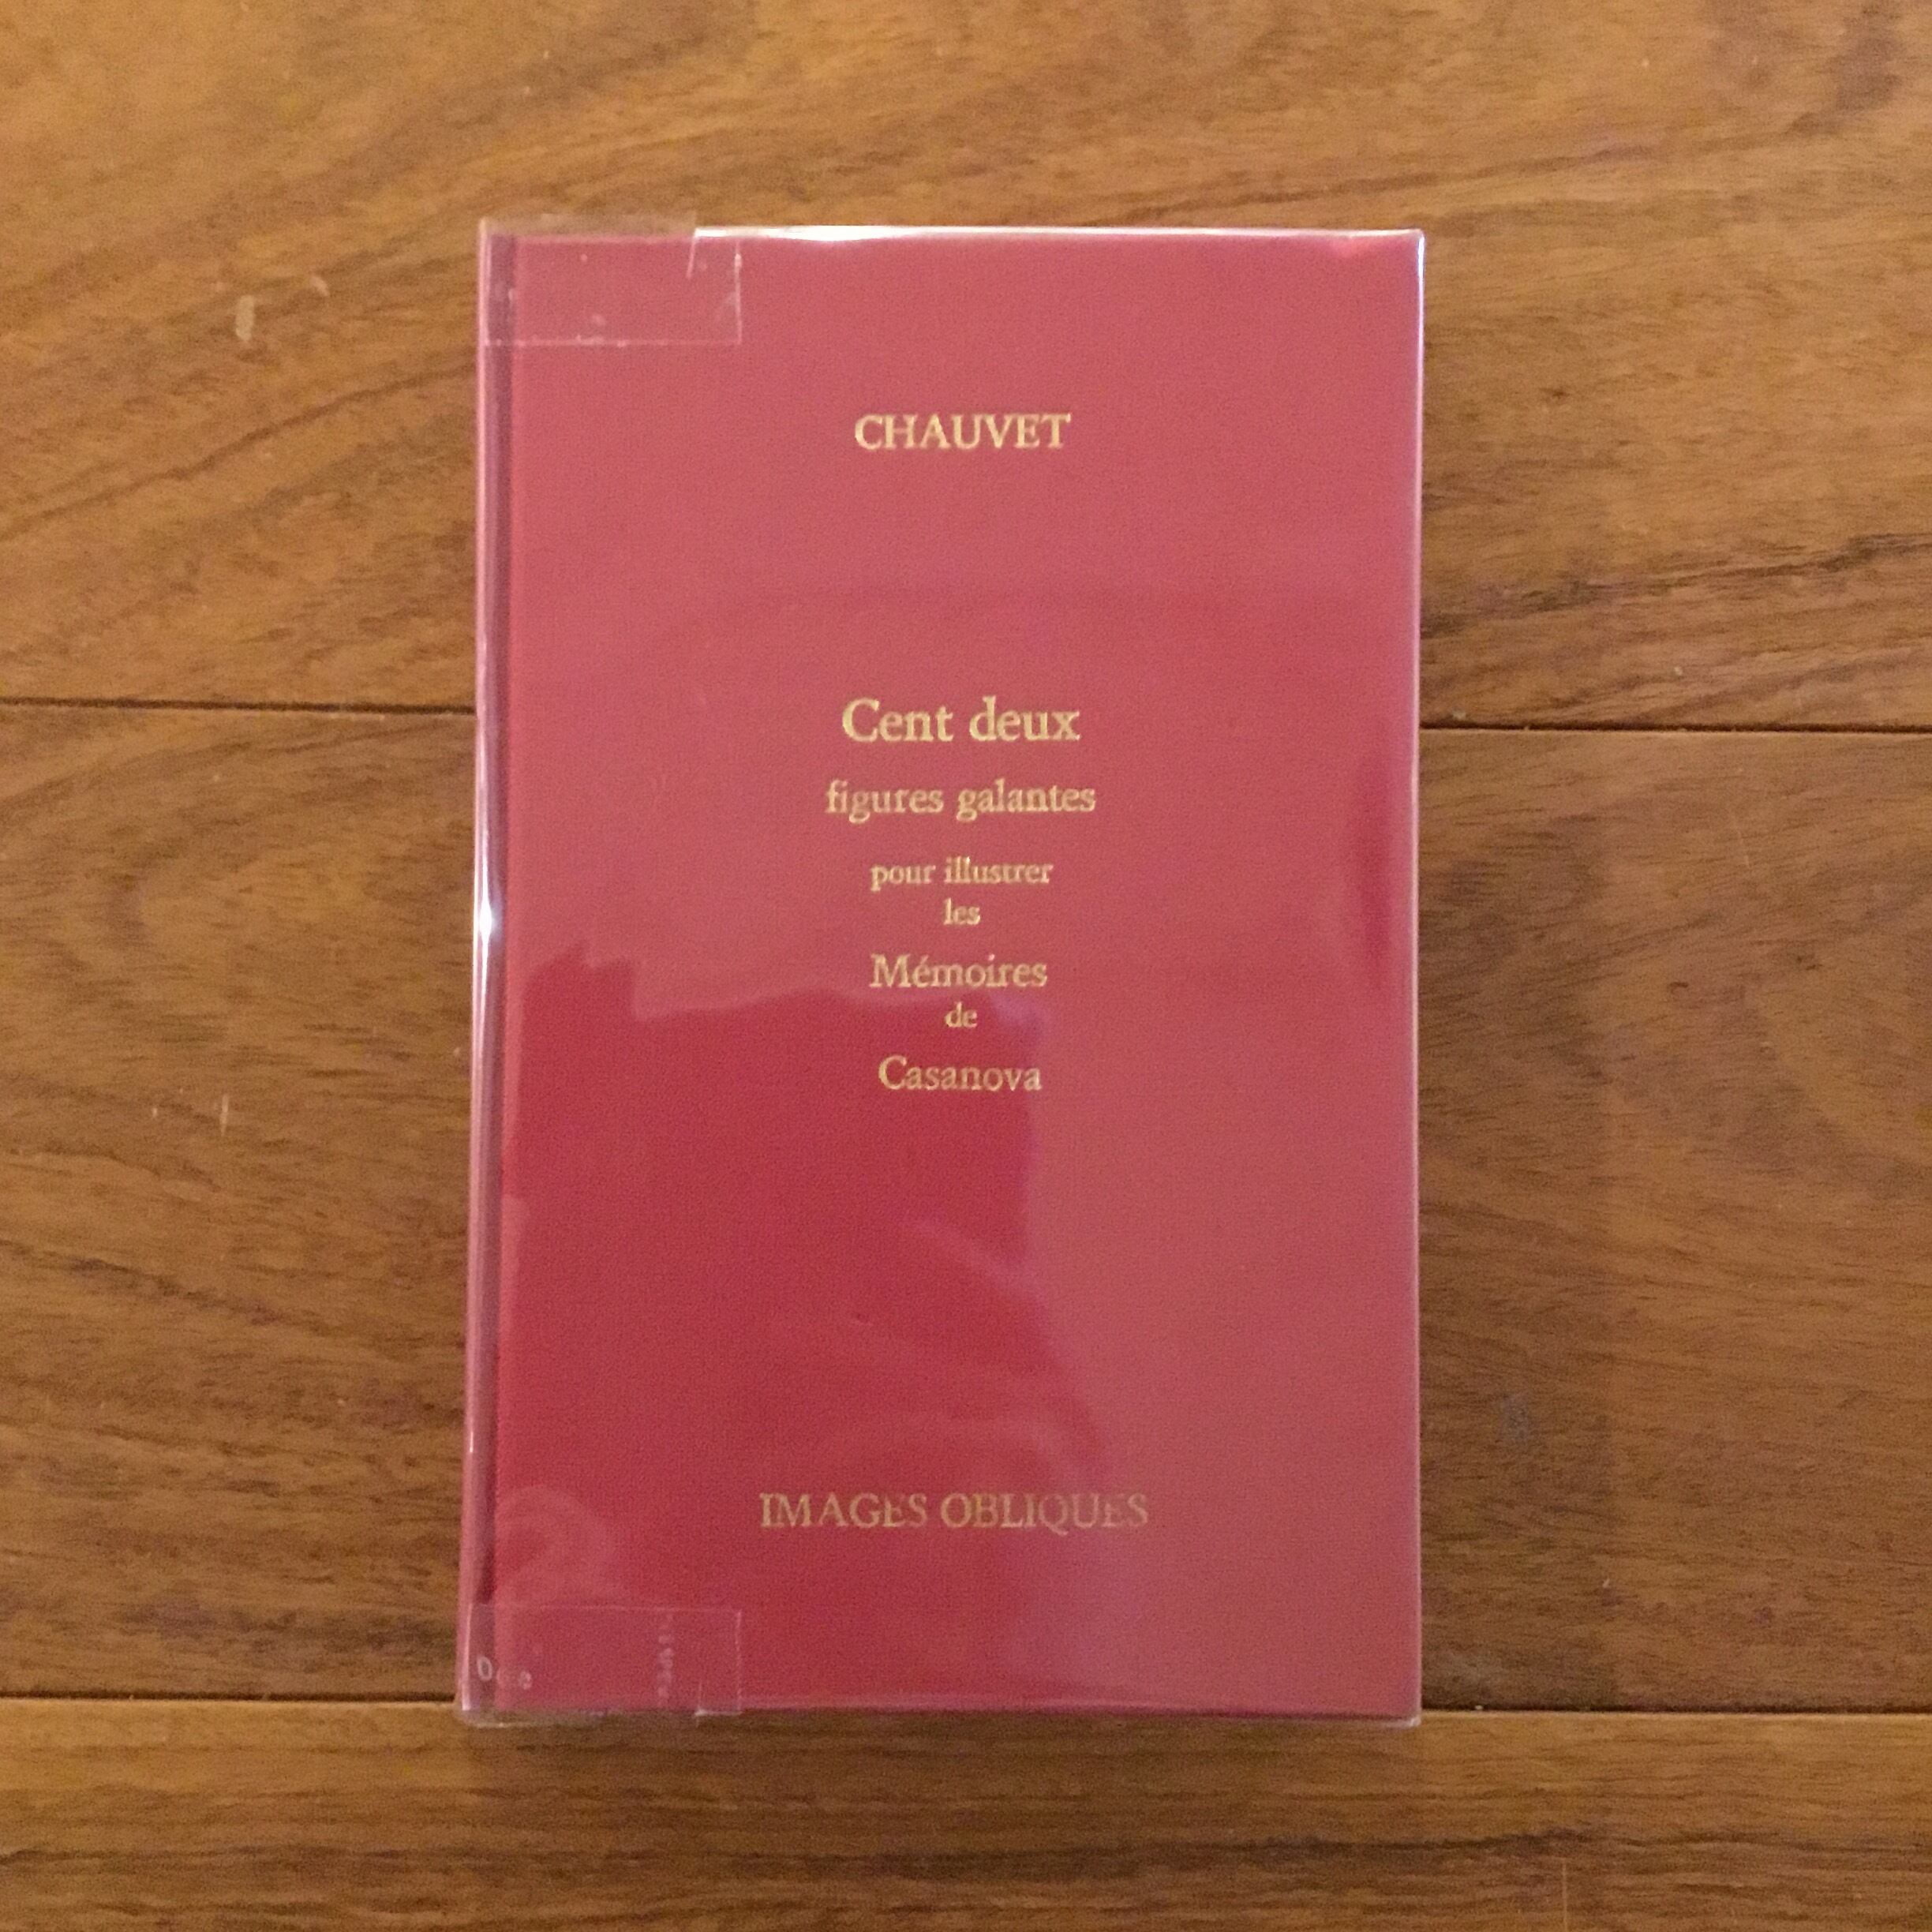 CHAUVET
Cent deux
figures galantes
pour illustrer
les
Mémoires
de
Casanova
IMAGES OBLIQUES